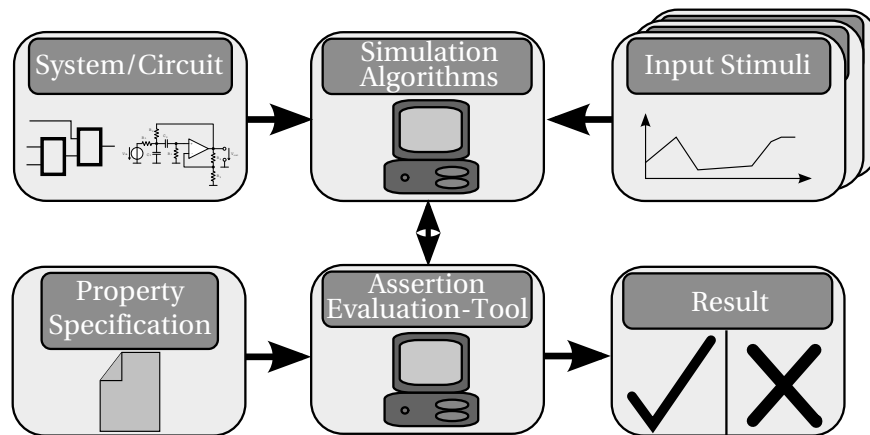 System/Circuit
Simulation
Algorithms
Input Stimuli
Property
Specification
Assertion
Evaluation-Tool
Result